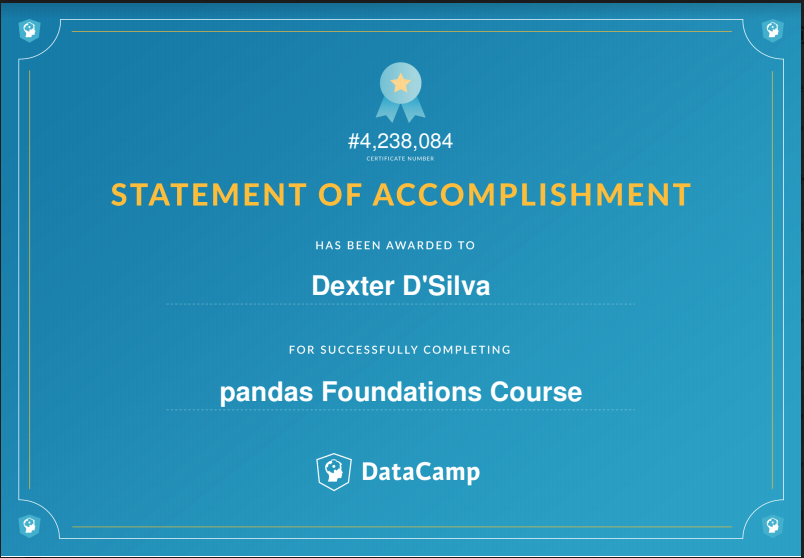 #4,238,084
CERTIFICATE NUMBER
STATEMENT OF ACCOMPLISHMENT
HAS BEEN AWARDED TO
Dexter D'Silva
FOR SUCCESSFULLY COMPLETING
pandas Foundations Course
DataCamp